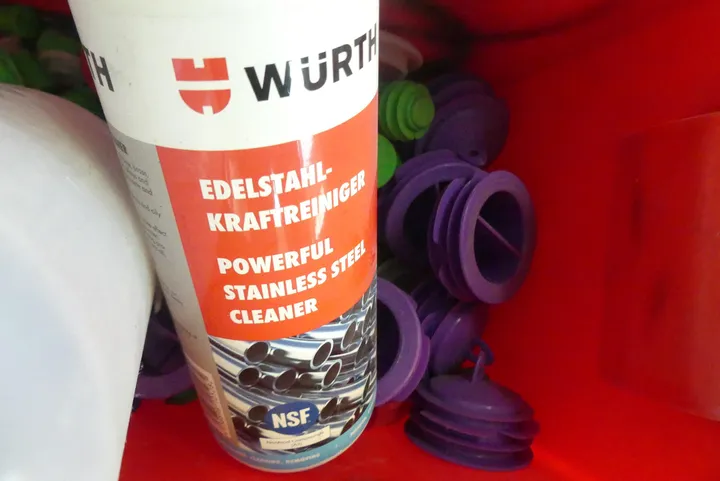 WÜRTH
EDELSTAHL-
KRAFTREINIGER
POWERFUL
STAINLESS STEEL
CLEANER
NSF